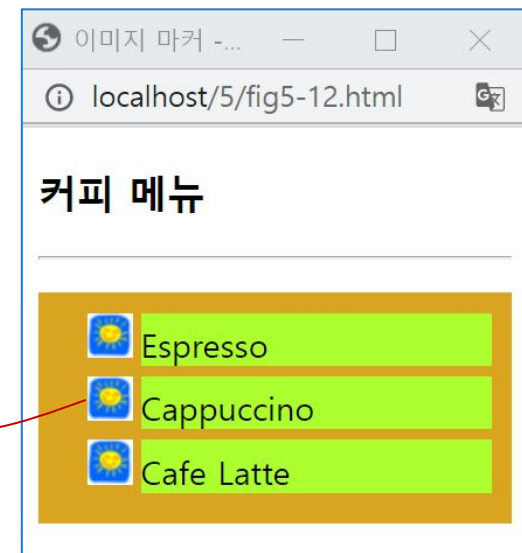 이미지 마커 -...
localhost/5/fig5-12.html
커피 메뉴
Espresso
Cappuccino
Cafe Latte